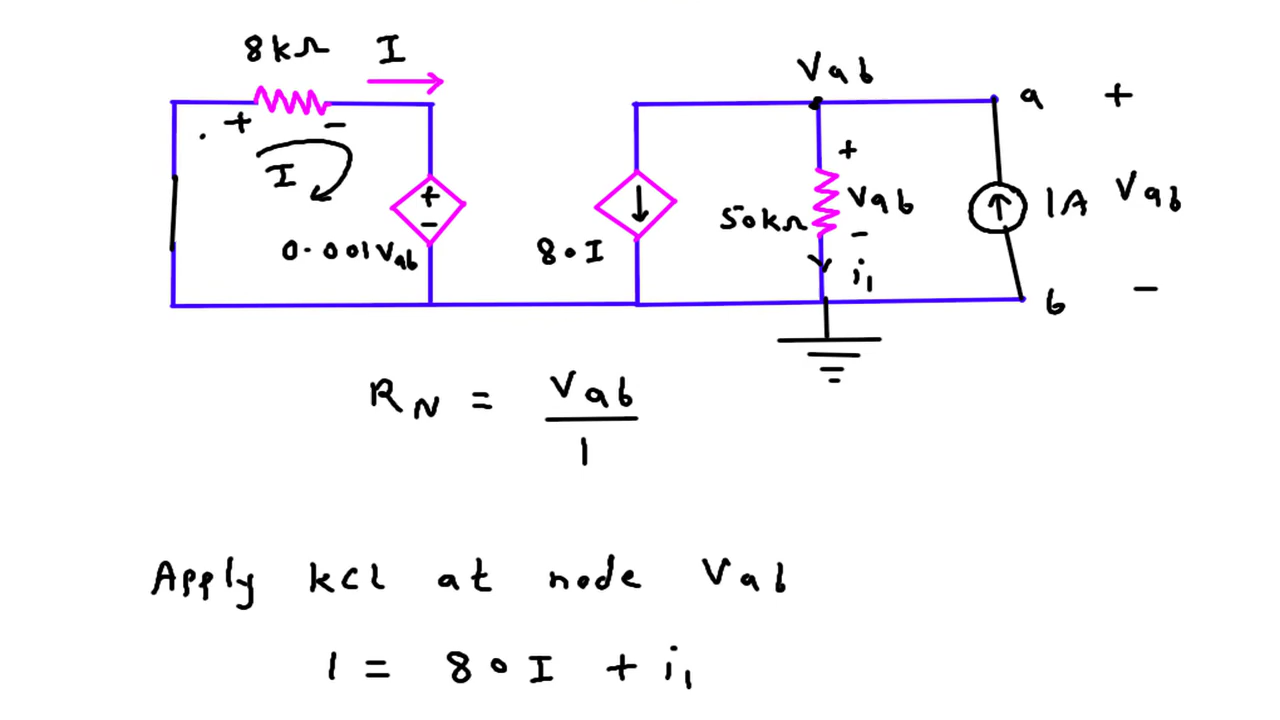 8kΩ I
Vab
a +
+ -
I
+
-
+
Vab
-
50kΩ
1A Vab
0.001Vab
80I
i₁
b -
R_N = Vab / 1
Apply kCL at node Vab
1 = 80I + i₁